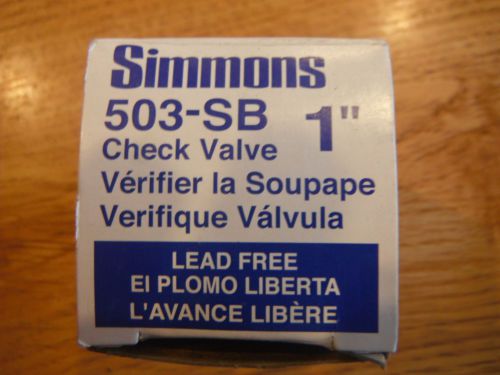 Simmons
503-SB 1"
Check Valve
Vérifier la Soupape
Verifique Válvula
LEAD FREE
El PLOMO LIBERTA
L'AVANCE LIBÈRE